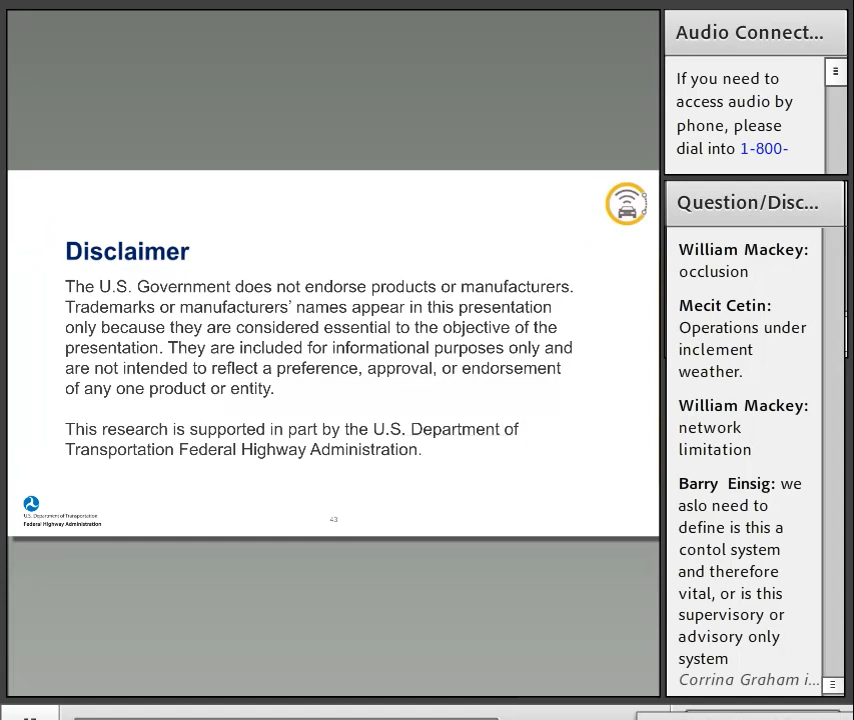 Audio Connect...
If you need to
access audio by
phone, please
dial into 1-800-
Question/Disc...
William Mackey:
occlusion
Mecit Cetin:
Operations under
inclement
weather.
William Mackey:
network
limitation
Barry Einsig: we
aslo need to
define is this a
contol system
and therefore
vital, or is this
supervisory or
advisory only
system
Corrina Graham i...
Disclaimer
The U.S. Government does not endorse products or manufacturers.
Trademarks or manufacturers’ names appear in this presentation
only because they are considered essential to the objective of the
presentation. They are included for informational purposes only and
are not intended to reflect a preference, approval, or endorsement
of any one product or entity.
This research is supported in part by the U.S. Department of
Transportation Federal Highway Administration.
U.S. Department of Transportation
Federal Highway Administration
43